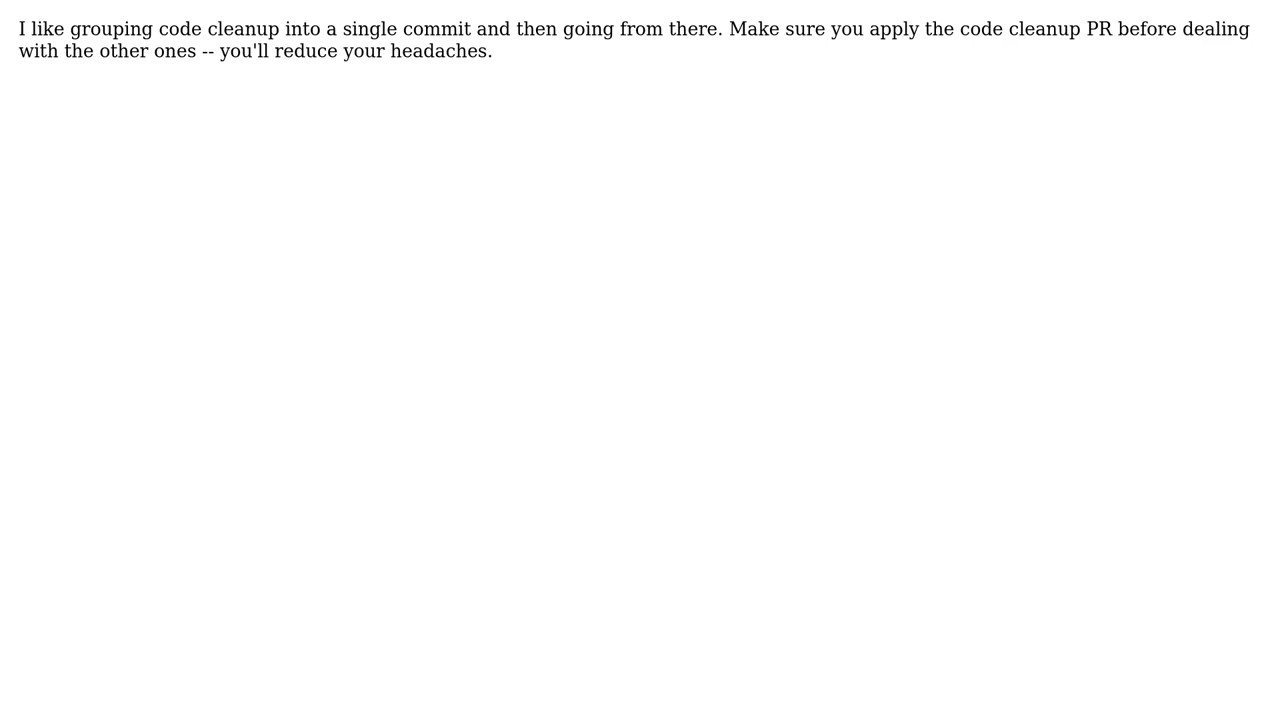 I like grouping code cleanup into a single commit and then going from there. Make sure you apply the code cleanup PR before dealing
with the other ones -- you'll reduce your headaches.